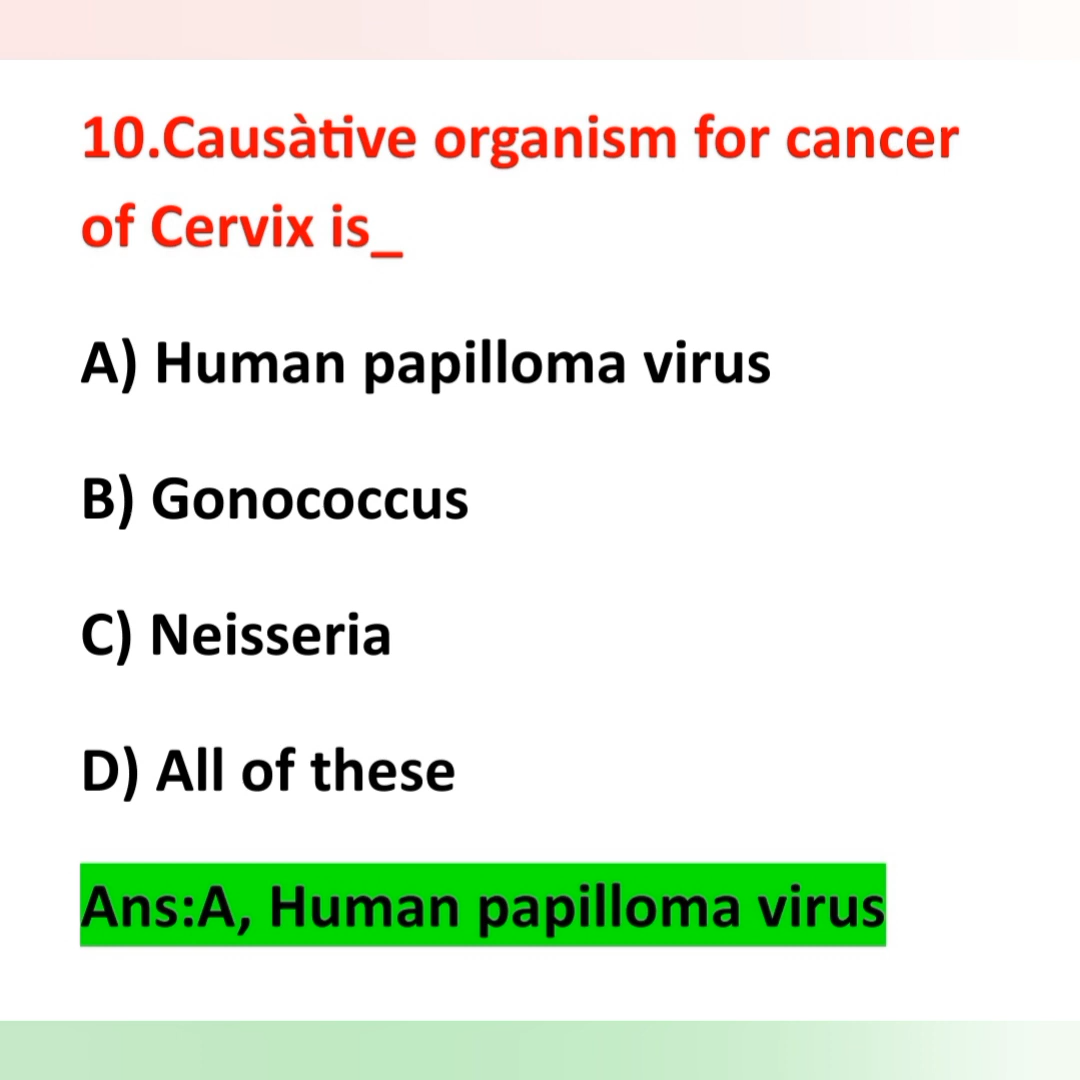 10.Causàtive organism for cancer
of Cervix is_
A) Human papilloma virus
B) Gonococcus
C) Neisseria
D) All of these
Ans:A, Human papilloma virus